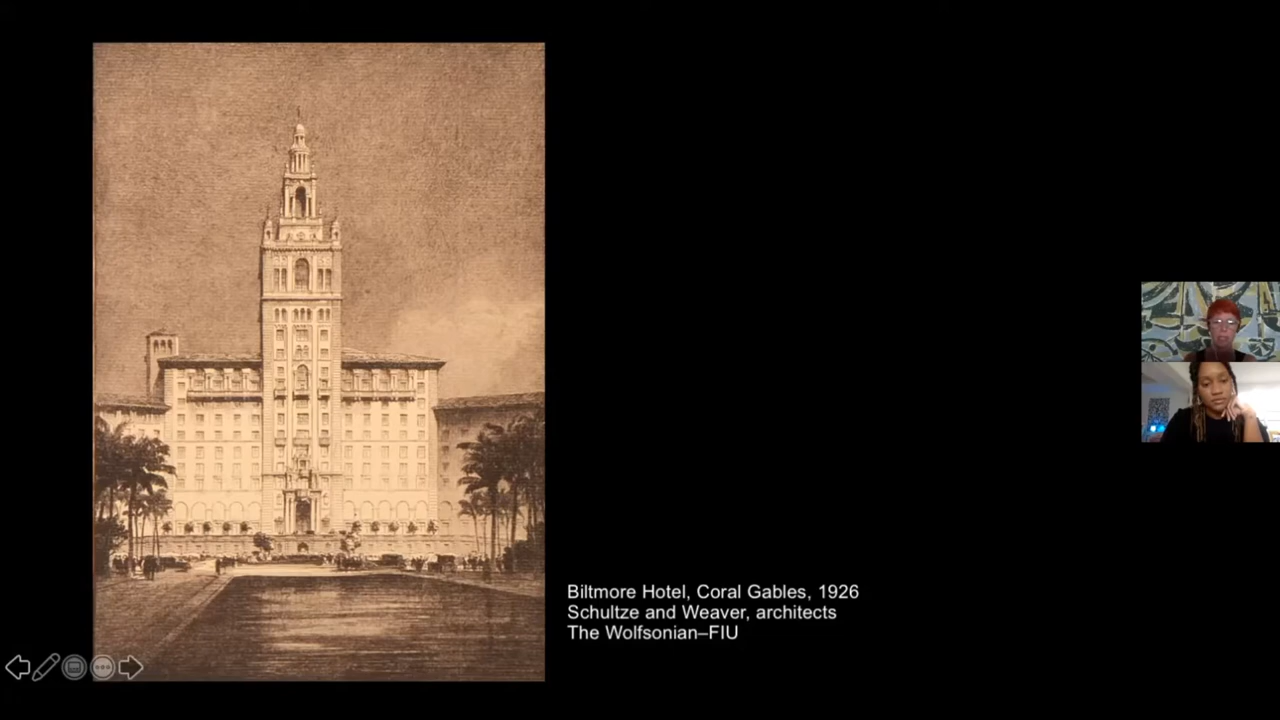 Biltmore Hotel, Coral Gables, 1926
Schultze and Weaver, architects
The Wolfsonian–FIU